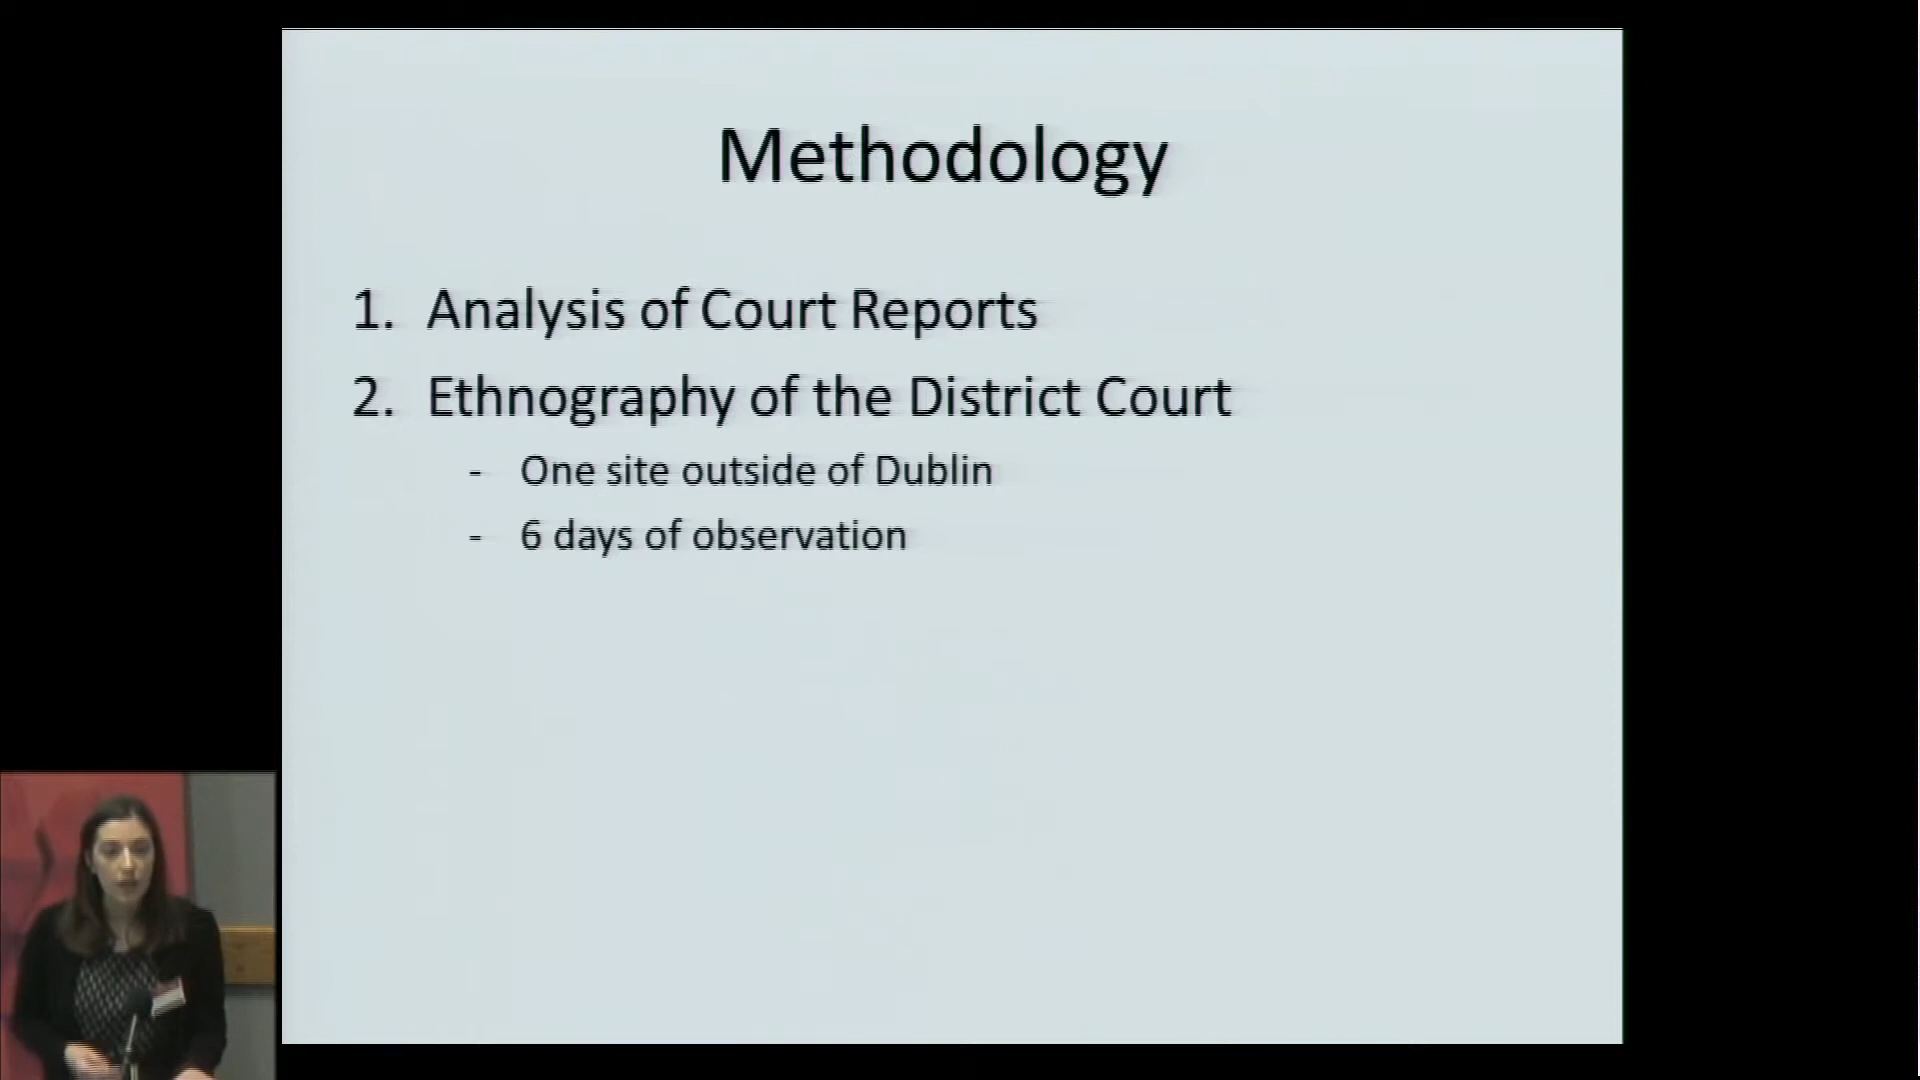 Methodology
1. Analysis of Court Reports
2. Ethnography of the District Court
- One site outside of Dublin
- 6 days of observation